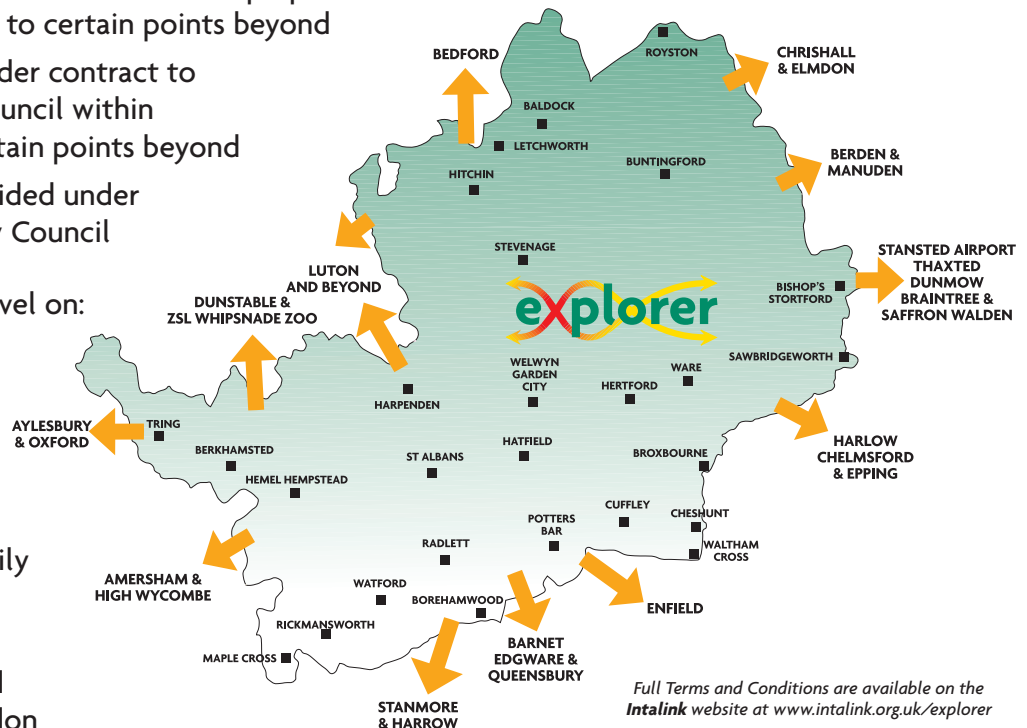 to certain points beyond
der contract to
ouncil within
tain points beyond
ided under
y Council
vel on:
ily
don
BEDFORD
ROYSTON
CHRISHALL
& ELMDON
BALDOCK
LETCHWORTH
HITCHIN
BUNTINGFORD
BERDEN &
MANUDEN
STEVENAGE
LUTON
AND BEYOND
STANSTED AIRPORT
THAXTED
DUNMOW
BRAINTREE &
SAFFRON WALDEN
BISHOP'S
STORTFORD
explorer
DUNSTABLE &
ZSL WHIPSNADE ZOO
SAWBRIDGEWORTH
WELWYN
GARDEN
CITY
WARE
HERTFORD
HARPENDEN
AYLESBURY
& OXFORD
TRING
BERKHAMSTED
HEMEL HEMPSTEAD
ST ALBANS
HATFIELD
BROXBOURNE
HARLOW
CHELMSFORD
& EPPING
CUFFLEY
CHESHUNT
POTTERS
BAR
WALTHAM
CROSS
RADLETT
AMERSHAM &
HIGH WYCOMBE
WATFORD
BOREHAMWOOD
ENFIELD
RICKMANSWORTH
MAPLE CROSS
BARNET
EDGWARE &
QUEENSBURY
STANMORE
& HARROW
Full Terms and Conditions are available on the
Intalink website at www.intalink.org.uk/explorer